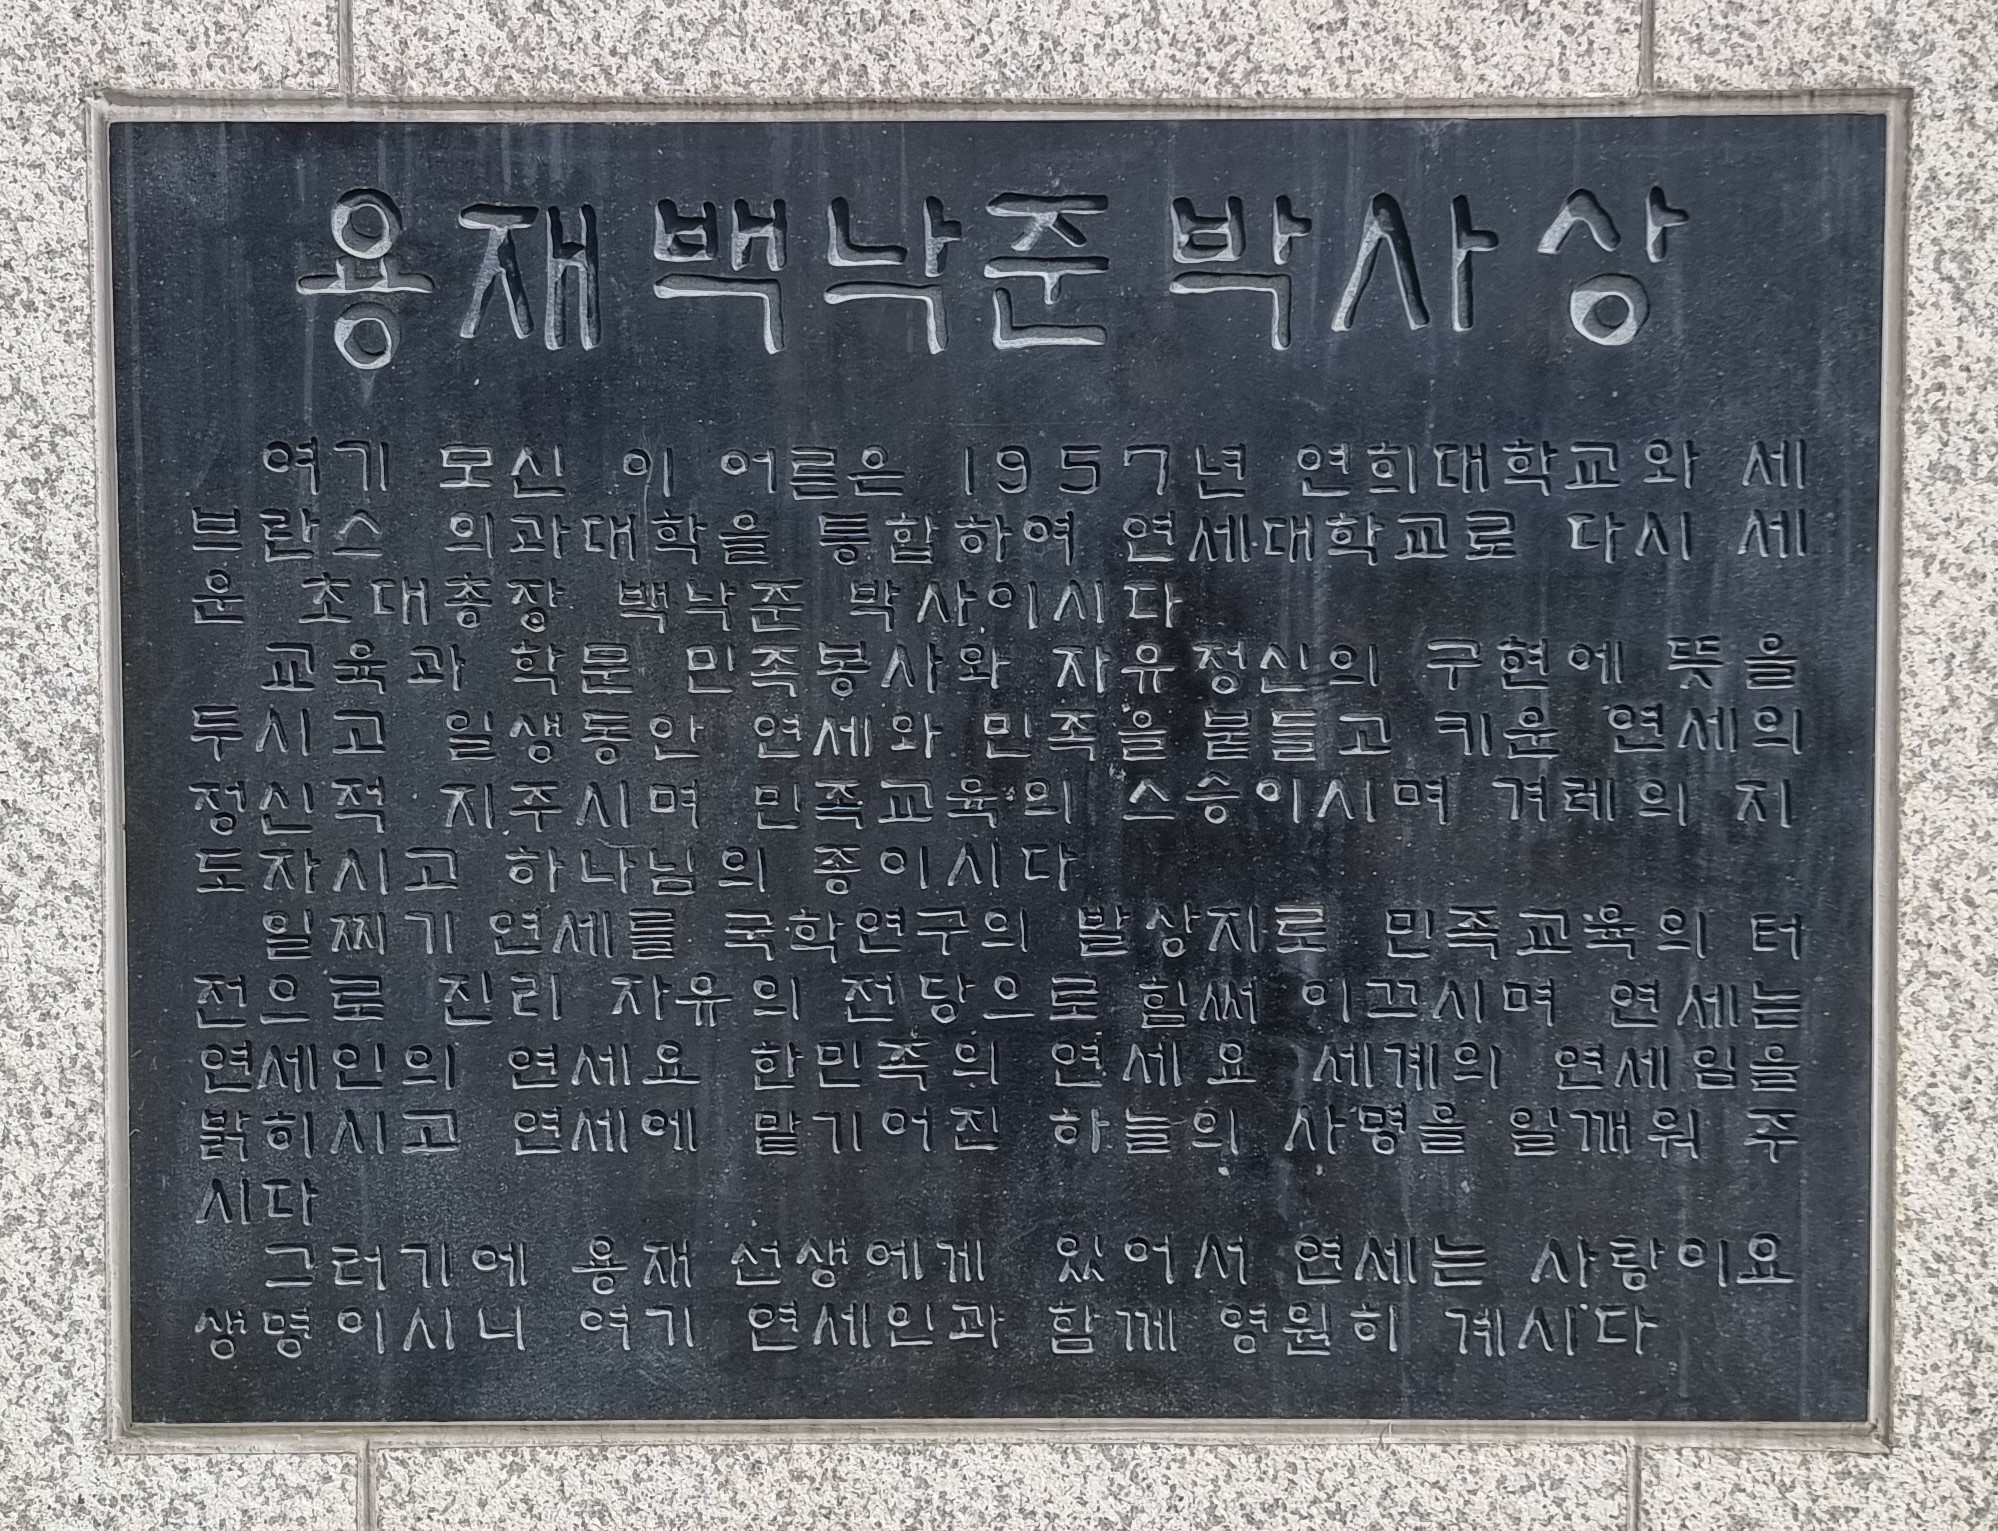 용재백낙준박사상
여기 모신 이 어른은 1957년 연희대학교와 세
브란스 의과대학을 통합하여 연세대학교로 다시 세
운 초대총장 백낙준 박사이시다
교육과 학문 민족봉사와 자유정신의 구현에 뜻을
두시고 일생동안 연세와 민족을 붙들고 키운 연세의
정신적 지주시며 민족교육의 스승이시며 겨레의 지
도자시고 하나님의 종이시다
일찌기 연세를 국학연구의 발상지로 민족교육의 터
전으로 진리 자유의 전당으로 힘써 이끄시며 연세는
연세인의 연세요 한민족의 연세요 세계의 연세임을
밝히시고 연세에 맡기어진 하늘의 사명을 일깨워 주
시다
그러기에 용재 선생에게 있어서 연세는 사랑이요
생명이시니 여기 연세인과 함께 영원히 계시다